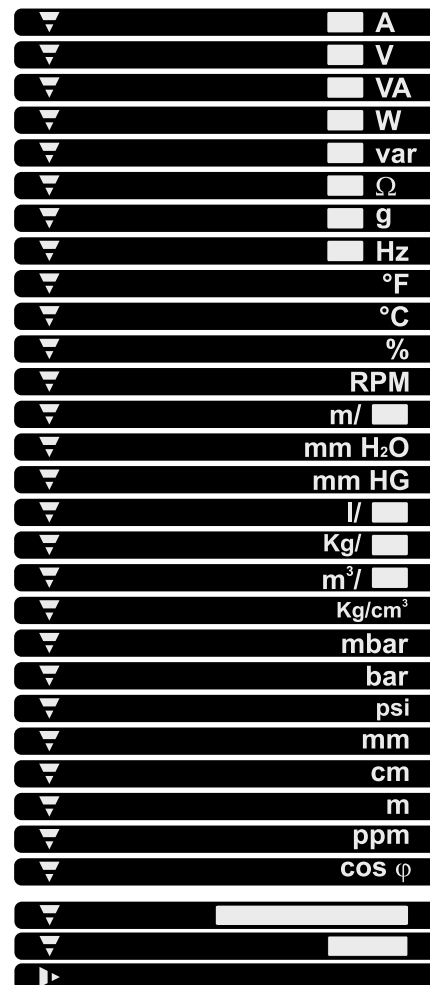 A
V
VA
W
var
Ω
g
Hz
°F
°C
%
RPM
m/
mm H₂O
mm HG
l/
Kg/
m³/
Kg/cm³
mbar
bar
psi
mm
cm
m
ppm
cos φ